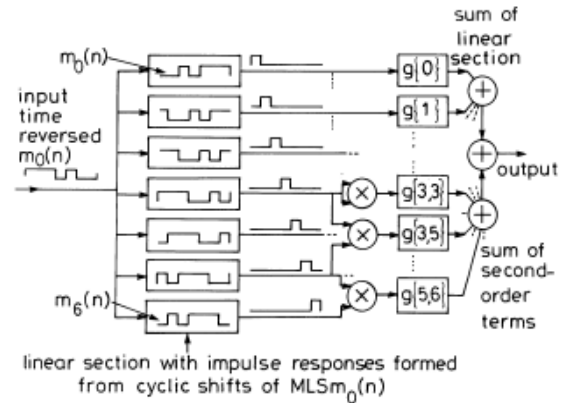 sum of
linear
section
m₀(n)
g{0}
+
input
time
reversed
m₀(n)
g{1}
+
output
×
g{3,3}
+
×
g{3,5}
m₆(n)
×
g{5,6}
sum of
second-
order
terms
linear section with impulse responses formed
from cyclic shifts of MLSm₀(n)